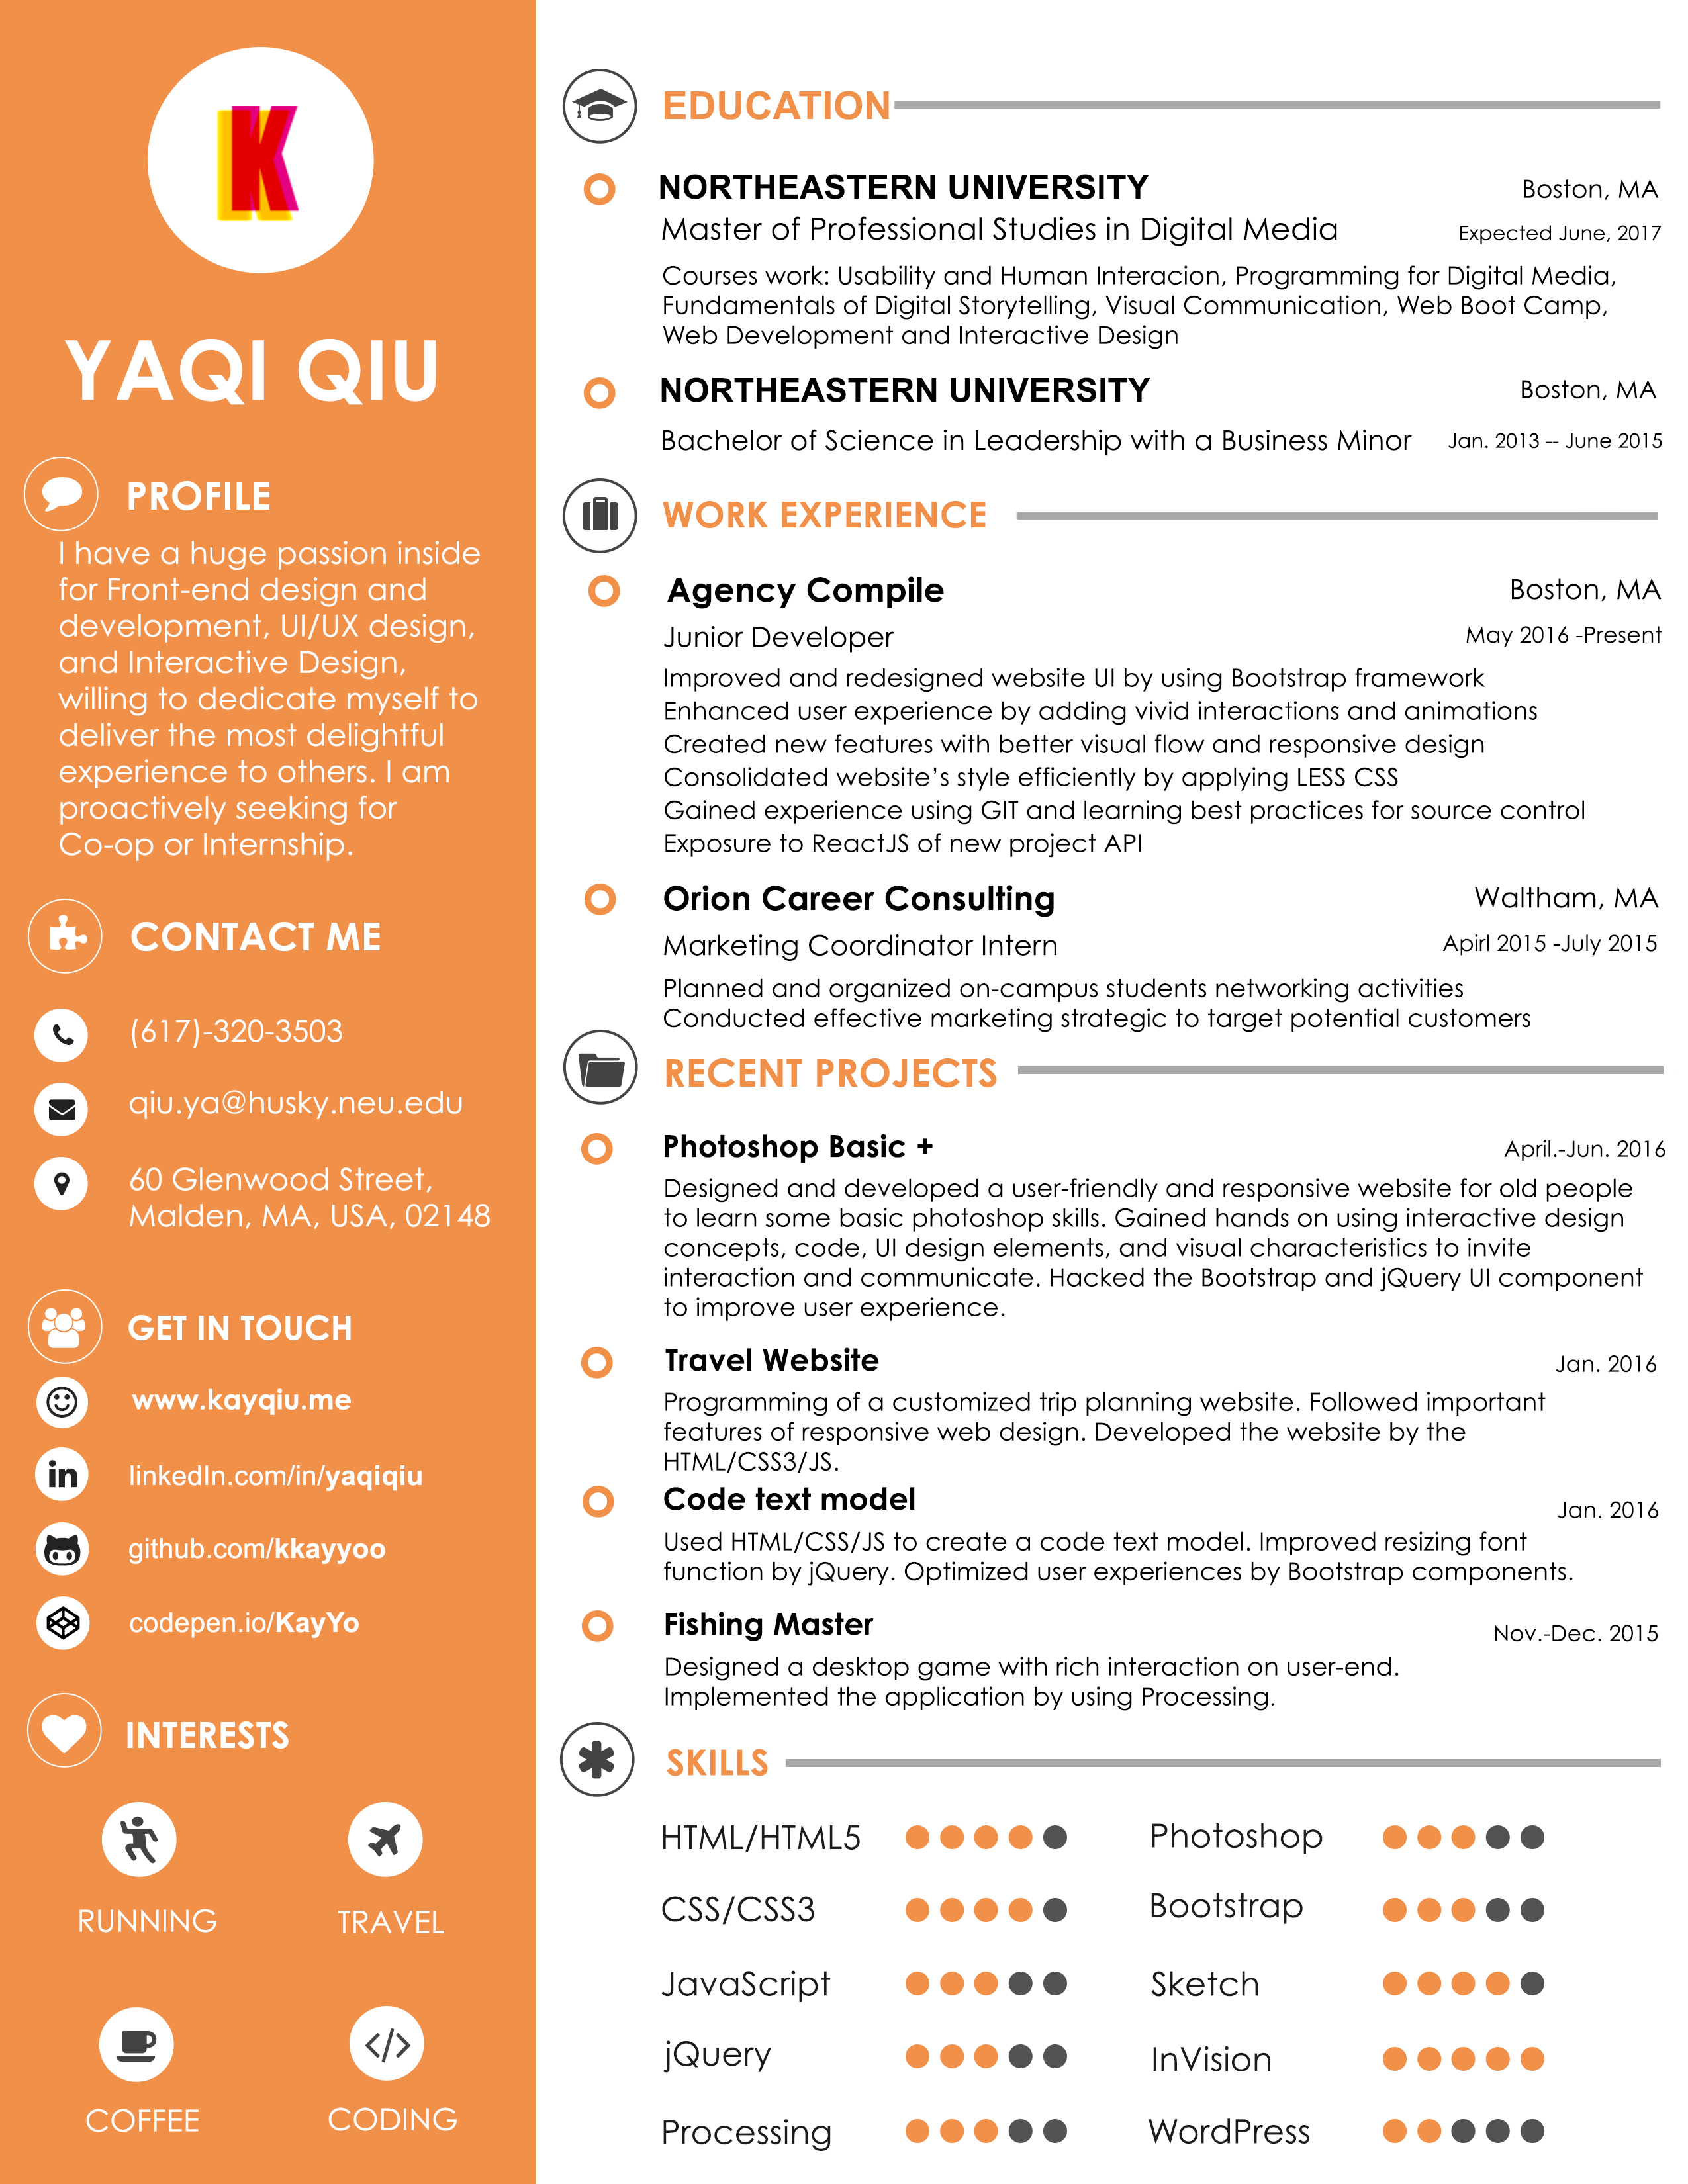 K
YAQI QIU
PROFILE
I have a huge passion inside
for Front-end design and
development, UI/UX design,
and Interactive Design,
willing to dedicate myself to
deliver the most delightful
experience to others. I am
proactively seeking for
Co-op or Internship.
CONTACT ME
(617)-320-3503
qiu.ya@husky.neu.edu
60 Glenwood Street,
Malden, MA, USA, 02148
GET IN TOUCH
www.kayqiu.me
in linkedIn.com/in/yaqiqiu
github.com/kkayyoo
codepen.io/KayYo
INTERESTS
RUNNING TRAVEL
</>
COFFEE CODING
EDUCATION
NORTHEASTERN UNIVERSITY Boston, MA
Master of Professional Studies in Digital Media Expected June, 2017
Courses work: Usability and Human Interacion, Programming for Digital Media,
Fundamentals of Digital Storytelling, Visual Communication, Web Boot Camp,
Web Development and Interactive Design
NORTHEASTERN UNIVERSITY Boston, MA
Bachelor of Science in Leadership with a Business Minor Jan. 2013 -- June 2015
WORK EXPERIENCE
Agency Compile Boston, MA
Junior Developer May 2016 -Present
Improved and redesigned website UI by using Bootstrap framework
Enhanced user experience by adding vivid interactions and animations
Created new features with better visual flow and responsive design
Consolidated website’s style efficiently by applying LESS CSS
Gained experience using GIT and learning best practices for source control
Exposure to ReactJS of new project API
Orion Career Consulting Waltham, MA
Marketing Coordinator Intern Apirl 2015 -July 2015
Planned and organized on-campus students networking activities
Conducted effective marketing strategic to target potential customers
RECENT PROJECTS
Photoshop Basic + April.-Jun. 2016
Designed and developed a user-friendly and responsive website for old people
to learn some basic photoshop skills. Gained hands on using interactive design
concepts, code, UI design elements, and visual characteristics to invite
interaction and communicate. Hacked the Bootstrap and jQuery UI component
to improve user experience.
Travel Website Jan. 2016
Programming of a customized trip planning website. Followed important
features of responsive web design. Developed the website by the
HTML/CSS3/JS.
Code text model Jan. 2016
Used HTML/CSS/JS to create a code text model. Improved resizing font
function by jQuery. Optimized user experiences by Bootstrap components.
Fishing Master Nov.-Dec. 2015
Designed a desktop game with rich interaction on user-end.
Implemented the application by using Processing.
SKILLS
HTML/HTML5 Photoshop
CSS/CSS3 Bootstrap
JavaScript Sketch
jQuery InVision
Processing WordPress